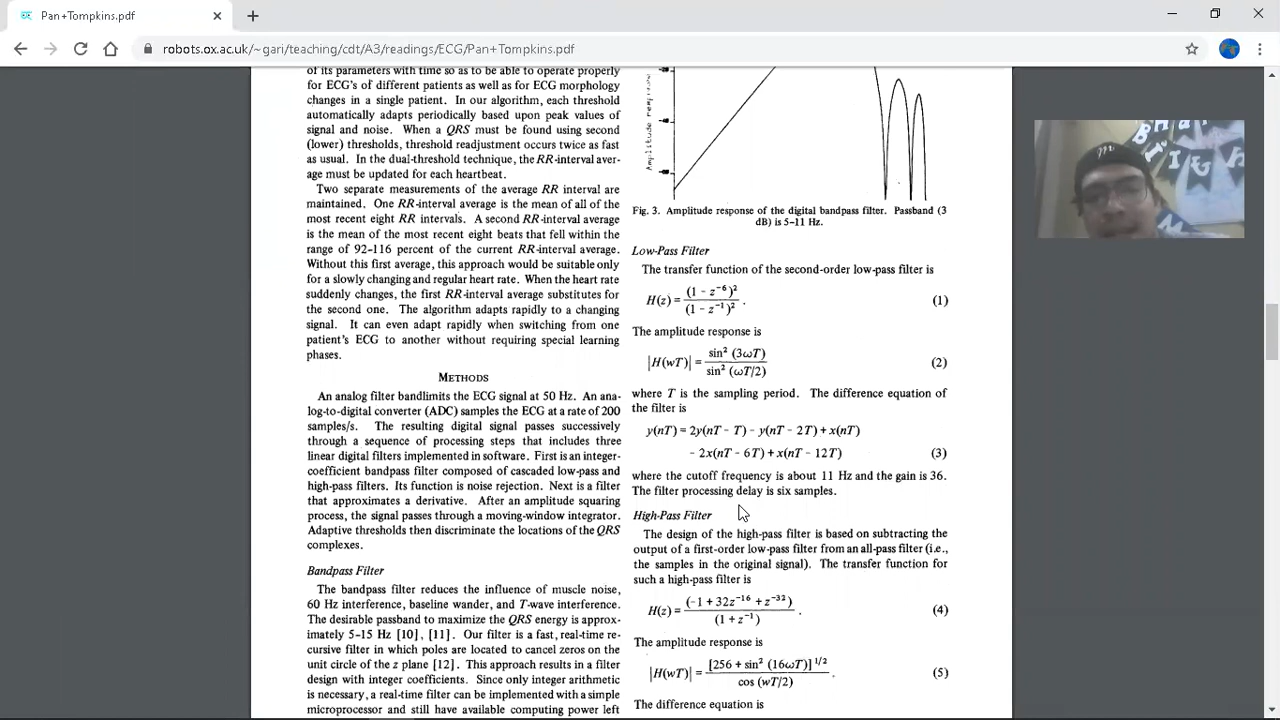 Pan+Tompkins.pdf
robots.ox.ac.uk/~gari/teaching/cdt/A3/readings/ECG/Pan+Tompkins.pdf
of its parameters with time so as to be able to operate properly
for ECG's of different patients as well as for ECG morphology
changes in a single patient. In our algorithm, each threshold
automatically adapts periodically based upon peak values of
signal and noise. When a QRS must be found using second
(lower) thresholds, threshold readjustment occurs twice as fast
as usual. In the dual-threshold technique, the RR-interval aver-
age must be updated for each heartbeat.
Two separate measurements of the average RR interval are
maintained. One RR-interval average is the mean of all of the
most recent eight RR intervals. A second RR-interval average
is the mean of the most recent eight beats that fell within the
range of 92-116 percent of the current RR-interval average.
Without this first average, this approach would be suitable only
for a slowly changing and regular heart rate. When the heart rate
suddenly changes, the first RR-interval average substitutes for
the second one. The algorithm adapts rapidly to a changing
signal. It can even adapt rapidly when switching from one
patient's ECG to another without requiring special learning
phases.
METHODS
An analog filter bandlimits the ECG signal at 50 Hz. An ana-
log-to-digital converter (ADC) samples the ECG at a rate of 200
samples/s. The resulting digital signal passes successively
through a sequence of processing steps that includes three
linear digital filters implemented in software. First is an integer-
coefficient bandpass filter composed of cascaded low-pass and
high-pass filters. Its function is noise rejection. Next is a filter
that approximates a derivative. After an amplitude squaring
process, the signal passes through a moving-window integrator.
Adaptive thresholds then discriminate the locations of the QRS
complexes.
Bandpass Filter
The bandpass filter reduces the influence of muscle noise,
60 Hz interference, baseline wander, and T-wave interference.
The desirable passband to maximize the QRS energy is approx-
imately 5-15 Hz [10], [11]. Our filter is a fast, real-time re-
cursive filter in which poles are located to cancel zeros on the
unit circle of the z plane [12]. This approach results in a filter
design with integer coefficients. Since only integer arithmetic
is necessary, a real-time filter can be implemented with a simple
microprocessor and still have available computing power left
Amplitude
-20
-40
-60
Fig. 3. Amplitude response of the digital bandpass filter. Passband (3
dB) is 5-11 Hz.
Low-Pass Filter
The transfer function of the second-order low-pass filter is
H(z) = (1 - z⁻⁶)² / (1 - z⁻¹)² . (1)
The amplitude response is
|H(wT)| = sin² (3ωT) / sin² (ωT/2) (2)
where T is the sampling period. The difference equation of
the filter is
y(nT) = 2y(nT - T) - y(nT - 2T) + x(nT)
- 2x(nT - 6T) + x(nT - 12T) (3)
where the cutoff frequency is about 11 Hz and the gain is 36.
The filter processing delay is six samples.
High-Pass Filter
The design of the high-pass filter is based on subtracting the
output of a first-order low-pass filter from an all-pass filter (i.e.,
the samples in the original signal). The transfer function for
such a high-pass filter is
H(z) = (-1 + 32z⁻¹⁶ + z⁻³²) / (1 + z⁻¹) . (4)
The amplitude response is
|H(wT)| = [256 + sin² (16ωT)]^1/2 / cos (wT/2) . (5)
The difference equation is